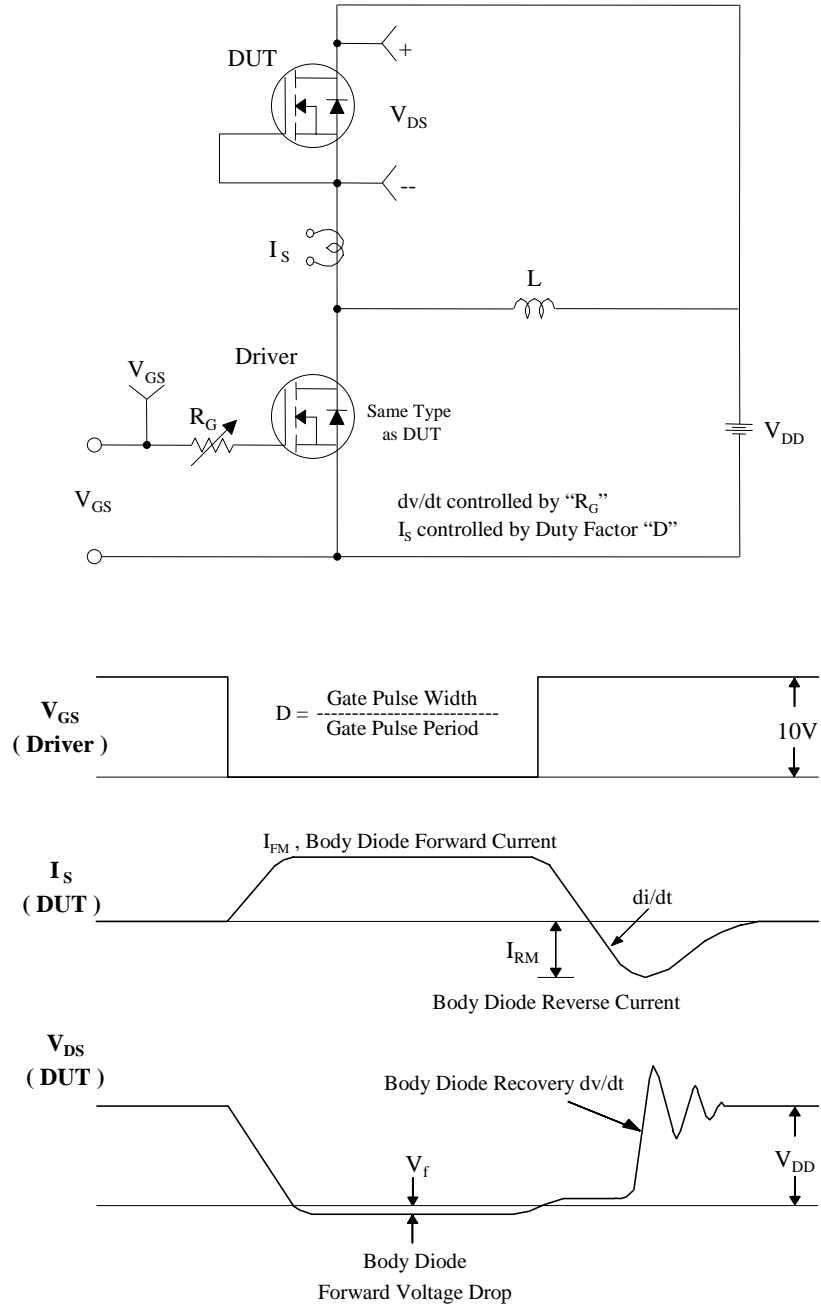 DUT
+
V_DS
--
I_S
L
Driver
V_GS
R_G
Same Type
as DUT
V_DD
V_GS
dv/dt controlled by “R_G”
I_S controlled by Duty Factor “D”
V_GS
( Driver )
D = Gate Pulse Width
--------------------------
Gate Pulse Period
10V
I_S
( DUT )
I_FM , Body Diode Forward Current
di/dt
I_RM
Body Diode Reverse Current
V_DS
( DUT )
Body Diode Recovery dv/dt
V_f
V_DD
Body Diode
Forward Voltage Drop